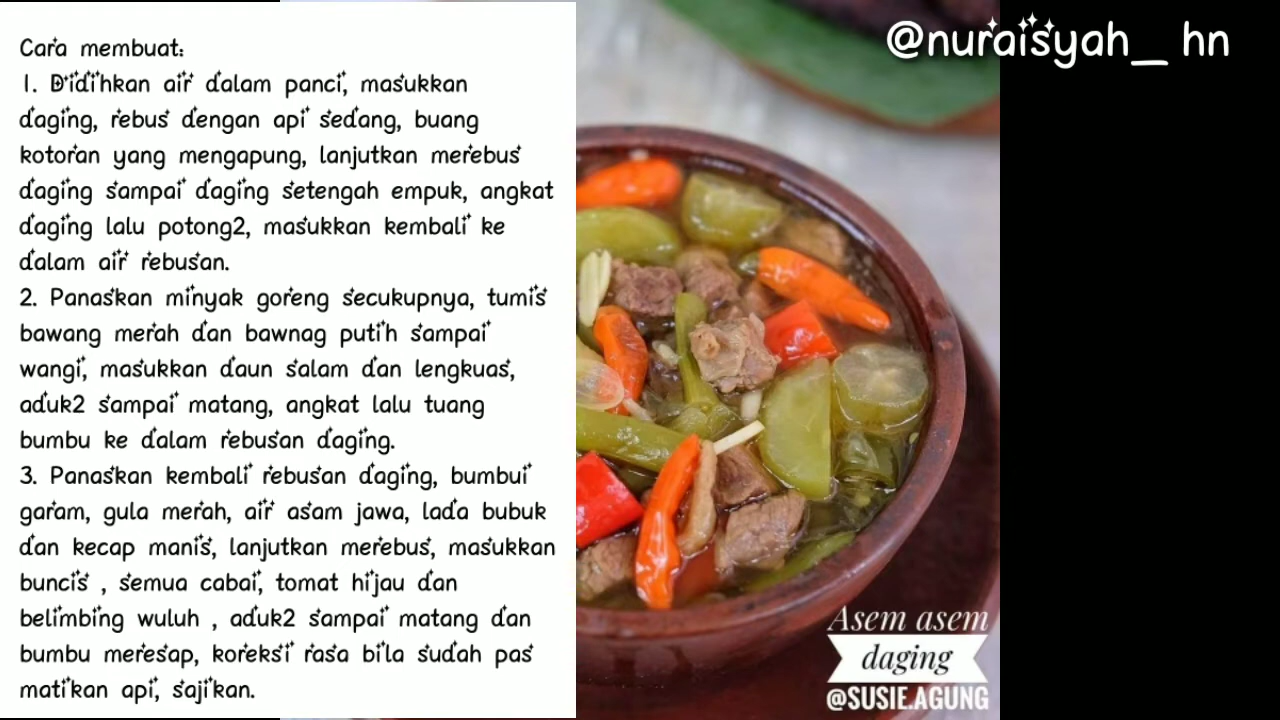 Cara membuat:
1. Didihkan air dalam panci, masukkan
daging, rebus dengan api sedang, buang
kotoran yang mengapung, lanjutkan merebus
daging sampai daging setengah empuk, angkat
daging lalu potong2, masukkan kembali ke
dalam air rebusan.
2. Panaskan minyak goreng secukupnya, tumis
bawang merah dan bawnag putih sampai
wangi, masukkan daun salam dan lengkuas,
aduk2 sampai matang, angkat lalu tuang
bumbu ke dalam rebusan daging.
3. Panaskan kembali rebusan daging, bumbui
garam, gula merah, air asam jawa, lada bubuk
dan kecap manis, lanjutkan merebus, masukkan
buncis , semua cabai, tomat hijau dan
belimbing wuluh , aduk2 sampai matang dan
bumbu meresap, koreksi rasa bila sudah pas
matikan api, sajikan.
@nuraisyah_ hn
Asem asem
daging
@SUSIE.AGUNG